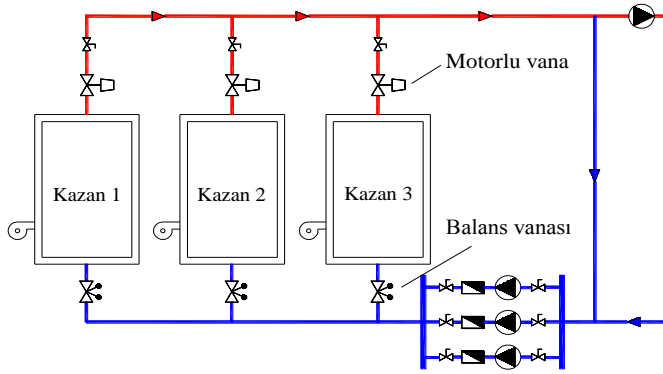 Motorlu vana
Kazan 1
Kazan 2
Kazan 3
Balans vanası